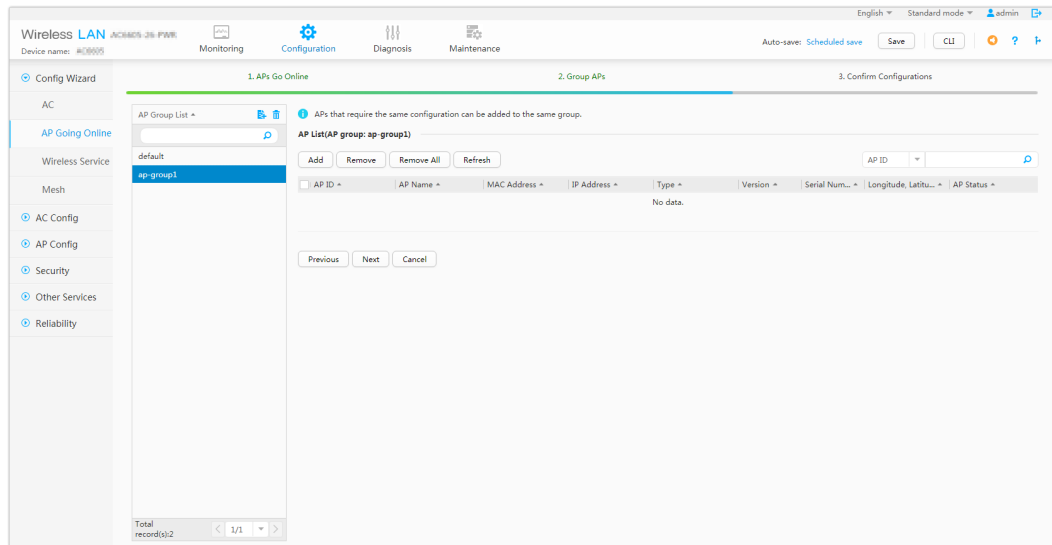 English Standard mode admin
Wireless LAN
Device name:
Monitoring Configuration Diagnosis Maintenance
Auto-save: Scheduled save Save CLI ?
Config Wizard
AC
AP Going Online
Wireless Service
Mesh
AC Config
AP Config
Security
Other Services
Reliability
1. APs Go Online 2. Group APs 3. Confirm Configurations
AP Group List
default
ap-group1
Total
record(s):2
1/1
APs that require the same configuration can be added to the same group.
AP List(AP group: ap-group1)
Add Remove Remove All Refresh AP ID
AP ID AP Name MAC Address IP Address Type Version Serial Num... Longitude, Latitu... AP Status
No data.
Previous Next Cancel